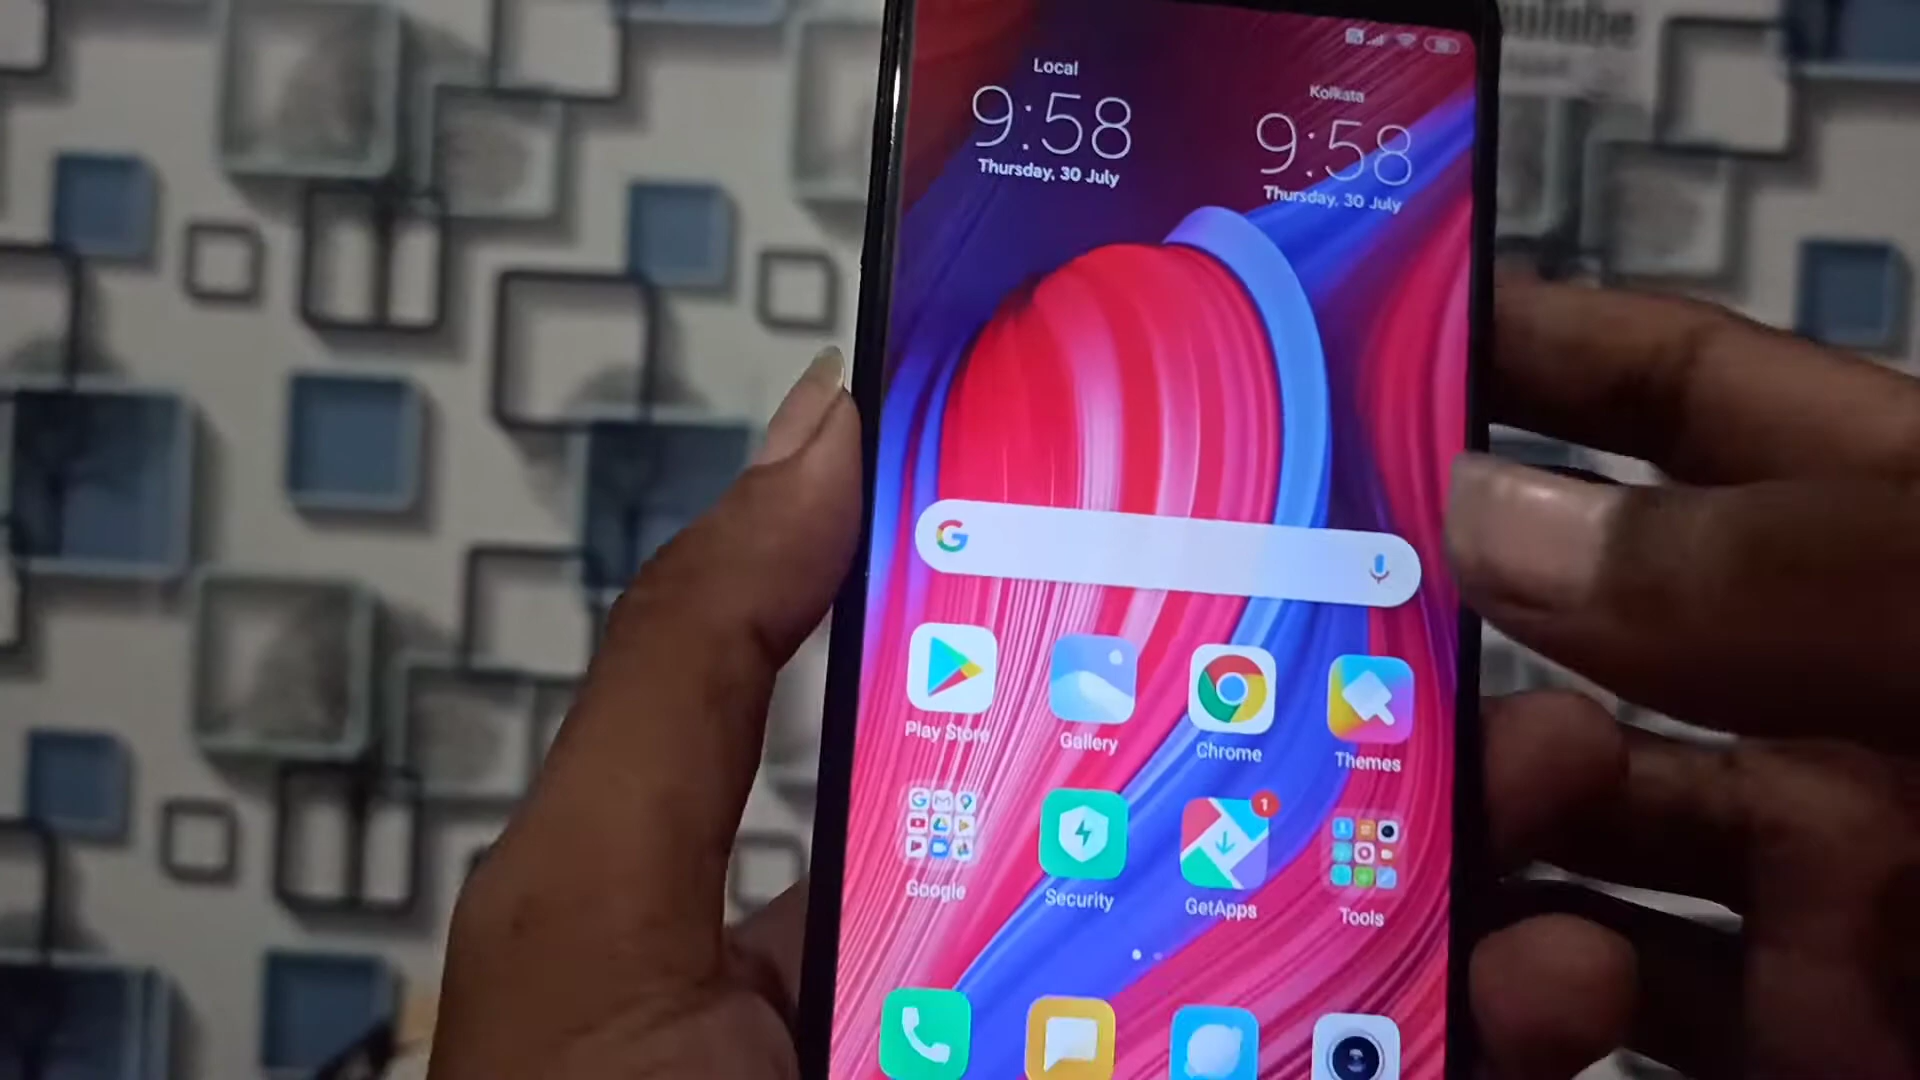 Local
9:58
Thursday, 30 July
Kolkata
9:58
Thursday, 30 July
G
Play Store
Gallery
Chrome
Themes
Google
Security
1
GetApps
Tools